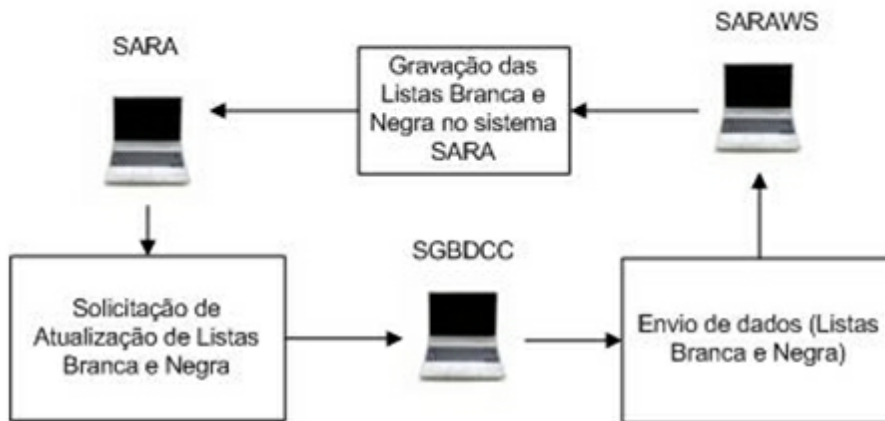 SARA
Gravação das
Listas Branca e
Negra no sistema
SARA
SARAWS
Solicitação de
Atualização de Listas
Branca e Negra
SGBDCC
Envio de dados (Listas
Branca e Negra)